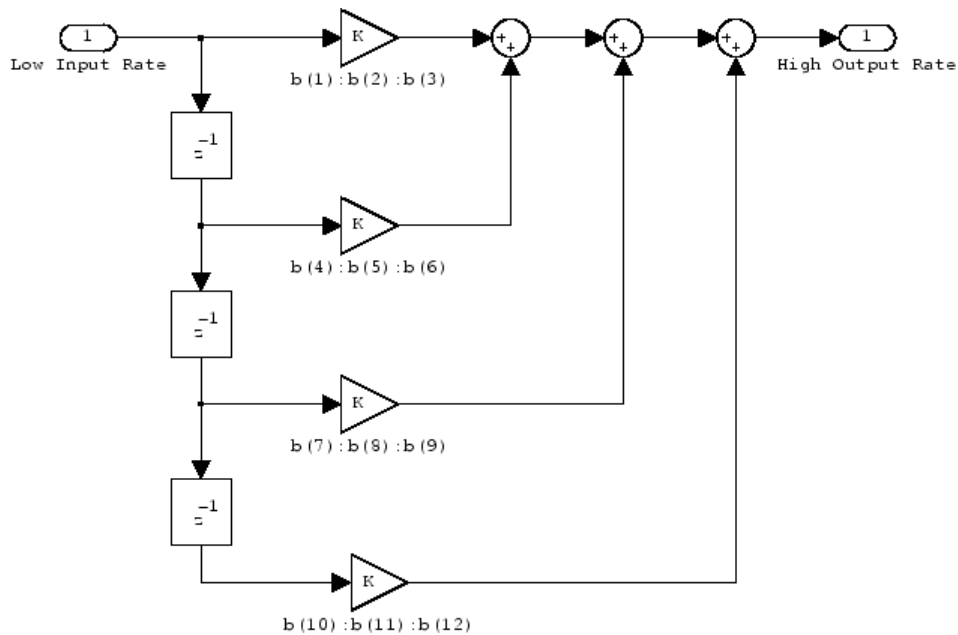 1
K
+
+
+
+
+
+
1
Low Input Rate
High Output Rate
b(1):b(2):b(3)
z⁻¹
K
b(4):b(5):b(6)
z⁻¹
K
b(7):b(8):b(9)
z⁻¹
K
b(10):b(11):b(12)